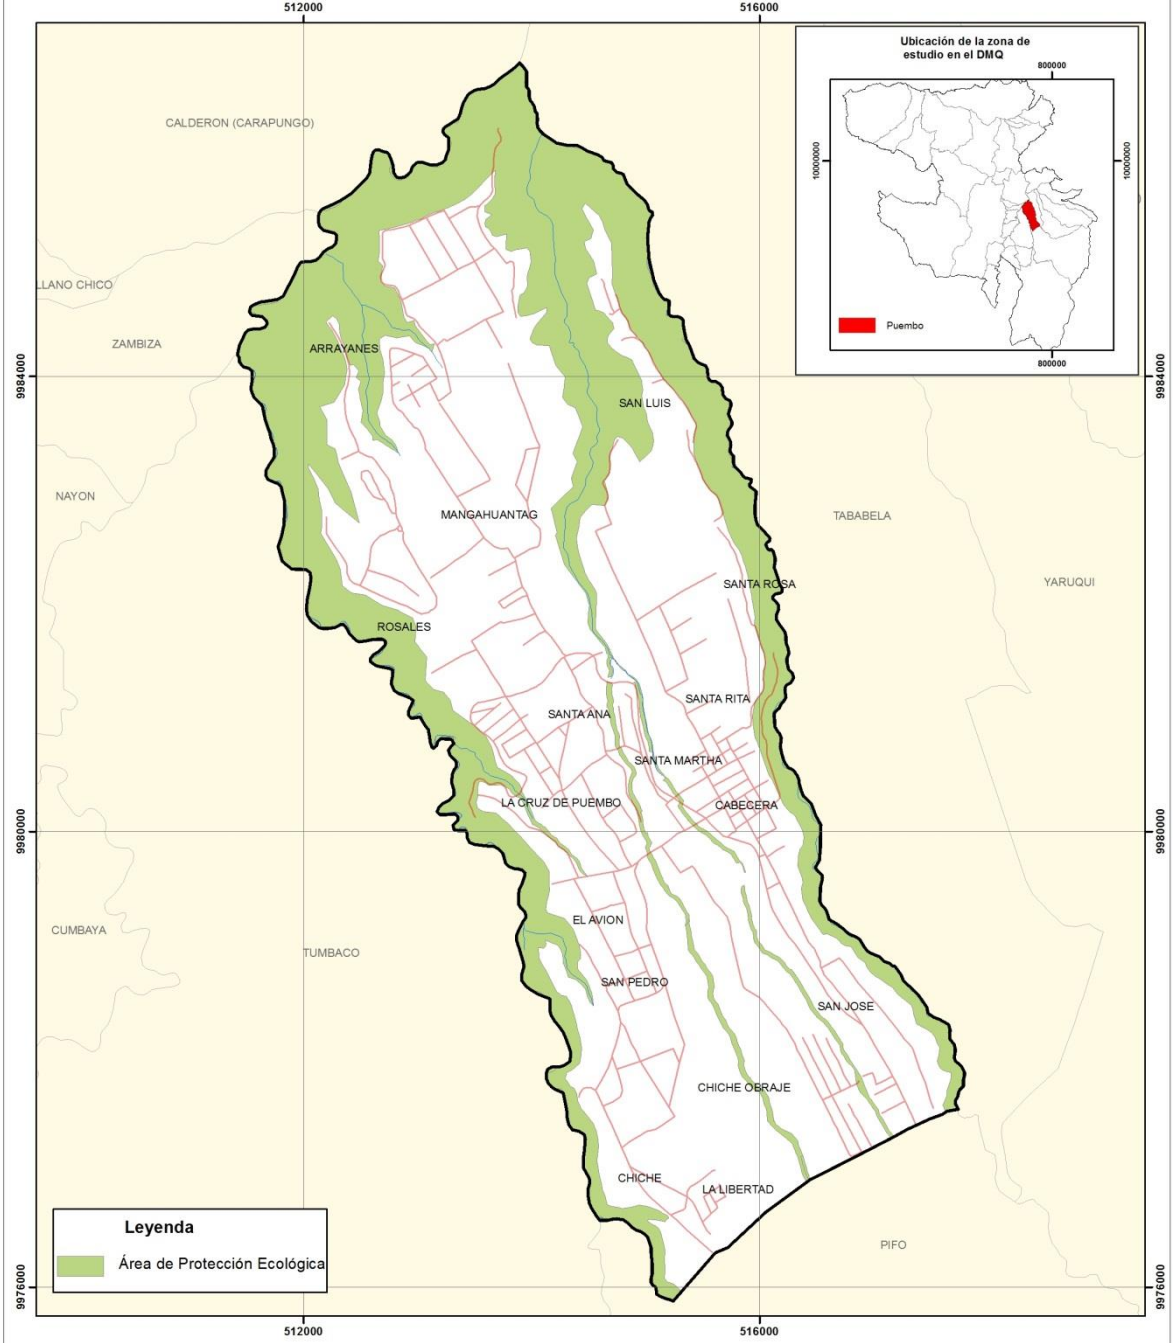 512000
516000
Ubicación de la zona de
estudio en el DMQ
800000
10000000
10000000
Puembo
800000
CALDERON (CARAPUNGO)
LLANO CHICO
ZAMBIZA
ARRAYANES
9984000
9984000
SAN LUIS
NAYON
MANGAHUANTAG
TABABELA
SANTA ROSA
YARUQUI
ROSALES
SANTA RITA
SANTA ANA
SANTA MARTHA
LA CRUZ DE PUEMBO
CABECERA
9980000
9980000
EL AVION
CUMBAYA
TUMBACO
SAN PEDRO
SAN JOSE
CHICHE OBRAJE
CHICHE
LA LIBERTAD
PIFO
Leyenda
Área de Protección Ecológica
9976000
9976000
512000
516000